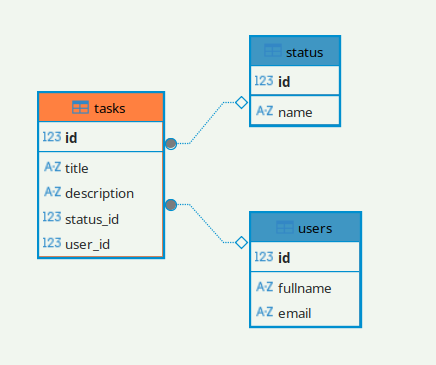 tasks
123 id
A-Z title
A-Z description
123 status_id
123 user_id
status
123 id
A-Z name
users
123 id
A-Z fullname
A-Z email